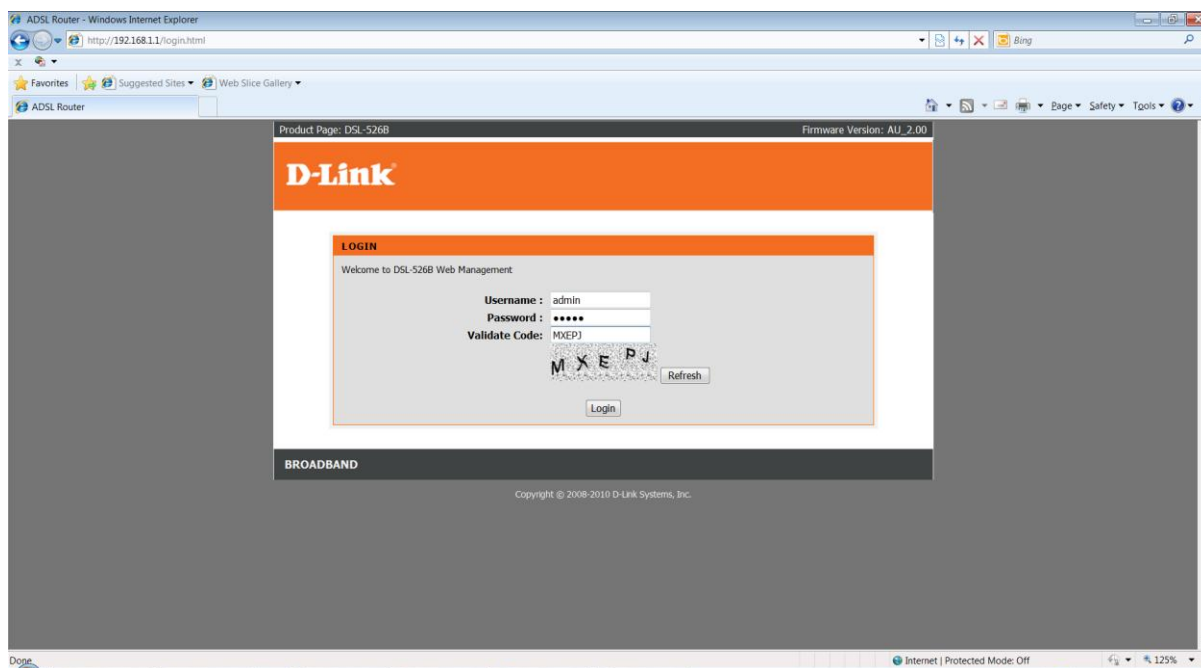 ADSL Router - Windows Internet Explorer
http://192.168.1.1/login.html
Bing
x
Favorites Suggested Sites Web Slice Gallery
ADSL Router Page Safety Tools
Product Page: DSL-526B Firmware Version: AU_2.00
D-Link
LOGIN
Welcome to DSL-526B Web Management
Username : admin
Password : •••••
Validate Code: MXEPJ
M X E P J Refresh
Login
BROADBAND
Copyright © 2008-2010 D-Link Systems, Inc.
Done Internet | Protected Mode: Off 125%